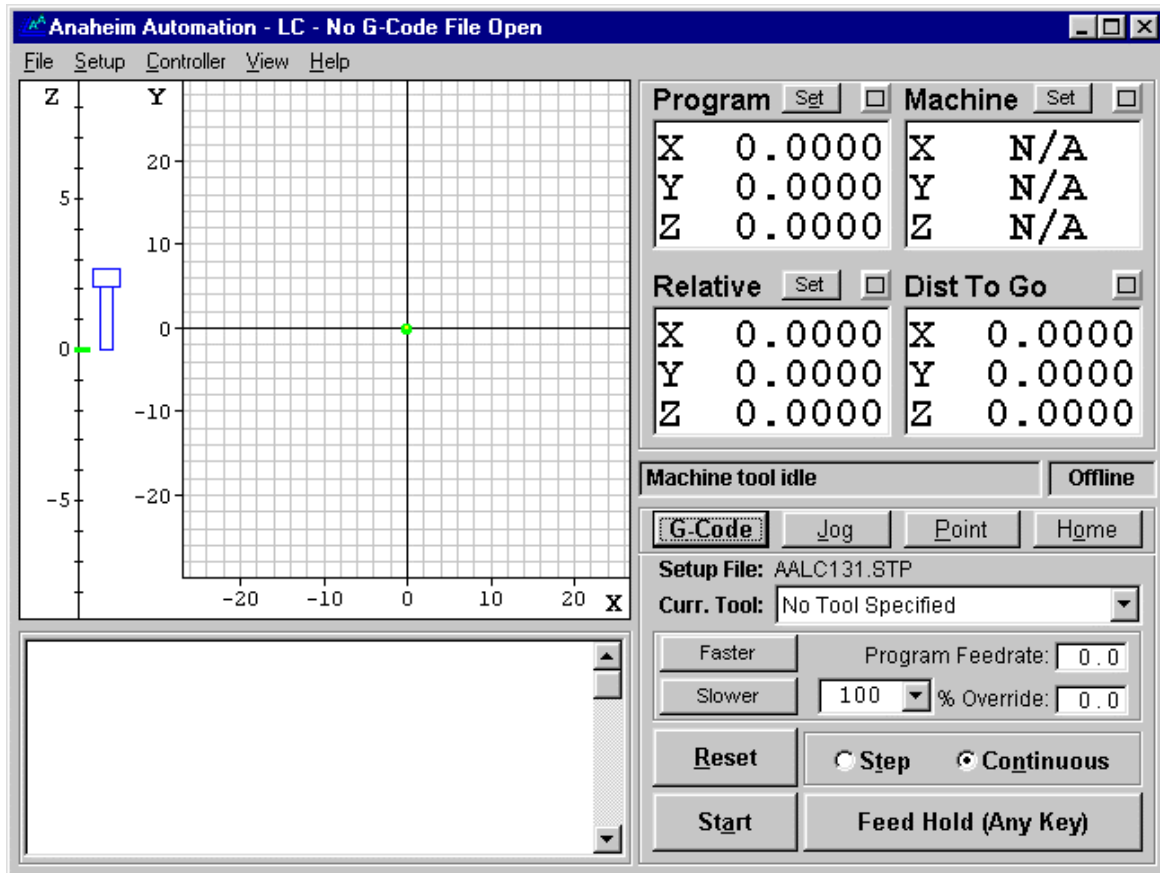 Anaheim Automation - LC - No G-Code File Open
File Setup Controller View Help
Z Y
20
10
0
-10
-20
5
0
-5
-20 -10 0 10 20 X
Program Set
X 0.0000
Y 0.0000
Z 0.0000
Machine Set
X N/A
Y N/A
Z N/A
Relative Set
X 0.0000
Y 0.0000
Z 0.0000
Dist To Go
X 0.0000
Y 0.0000
Z 0.0000
Machine tool idle Offline
G-Code Jog Point Home
Setup File: AALC131.STP
Curr. Tool: No Tool Specified
Faster Program Feedrate: 0.0
Slower 100 % Override: 0.0
Reset Step Continuous
Start Feed Hold (Any Key)